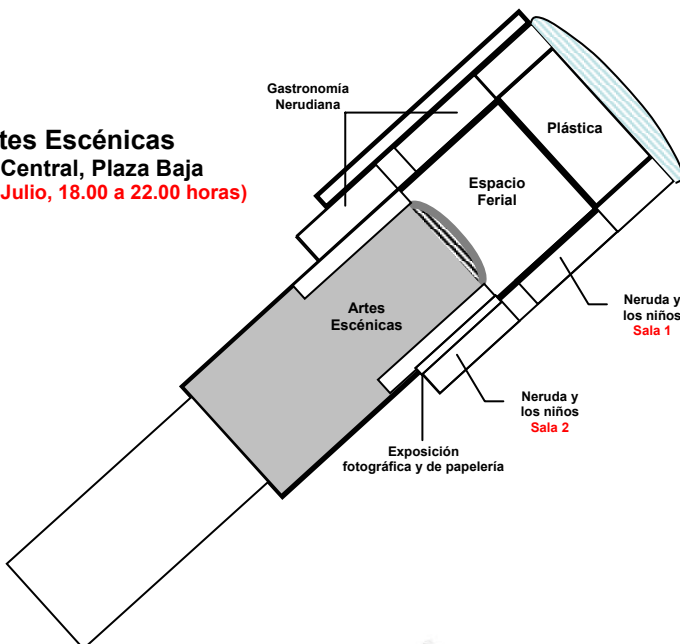 Gastronomía
Nerudiana
tes Escénicas
Central, Plaza Baja
Julio, 18.00 a 22.00 horas)
Plástica
Espacio
Ferial
Artes
Escénicas
Neruda y
los niños
Sala 1
Neruda y
los niños
Sala 2
Exposición
fotográfica y de papelería